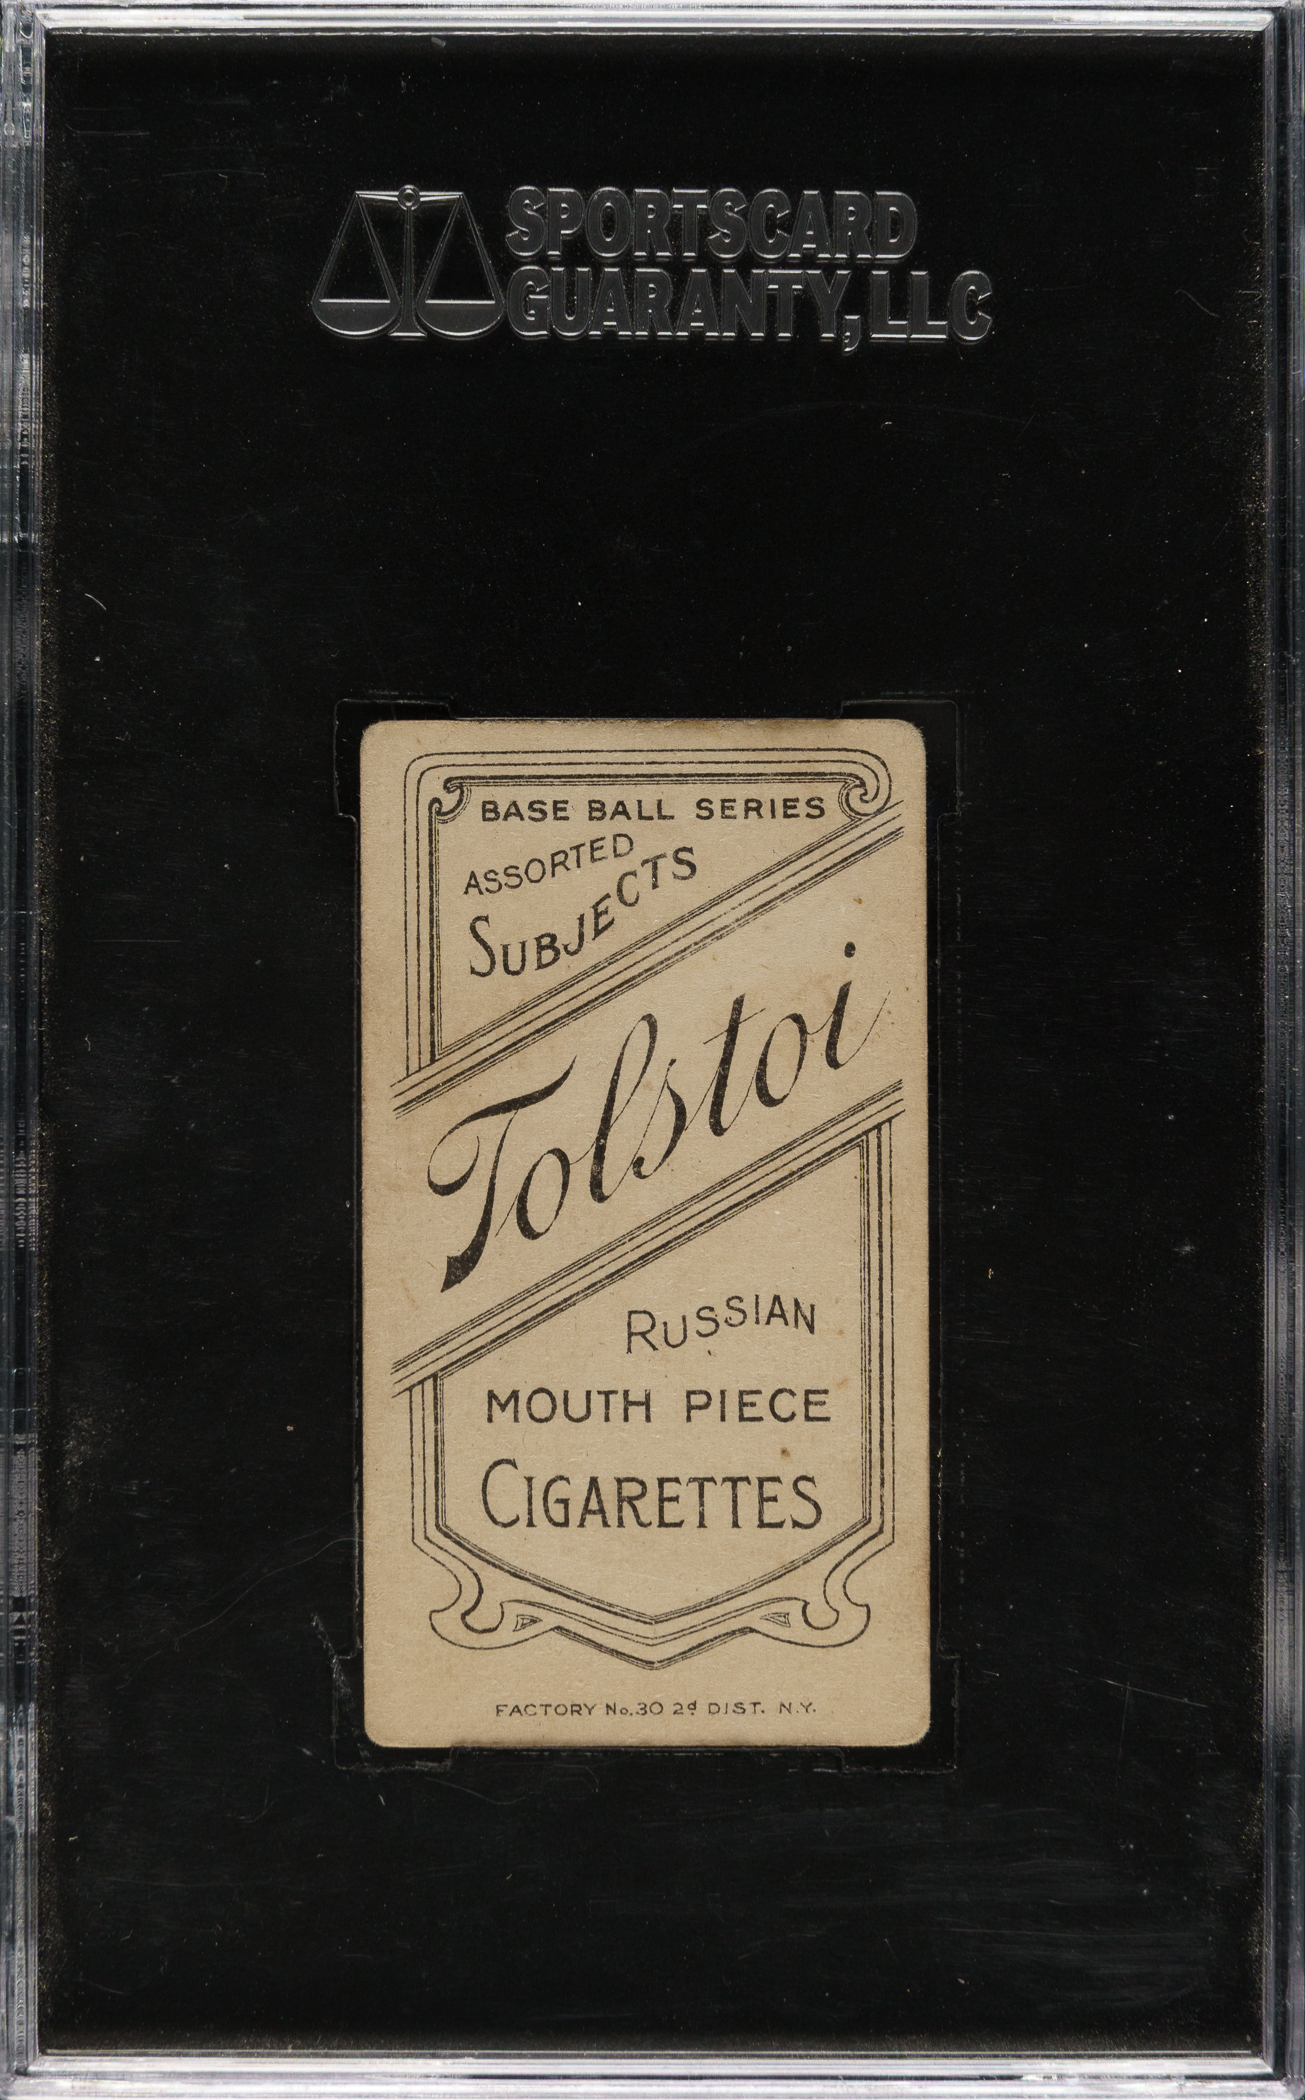 SPORTSCARD
GUARANTY, LLC
BASE BALL SERIES
ASSORTED
SUBJECTS
Tolstoi
RUSSIAN
MOUTH PIECE
CIGARETTES
FACTORY No. 30 2d DIST. N.Y.